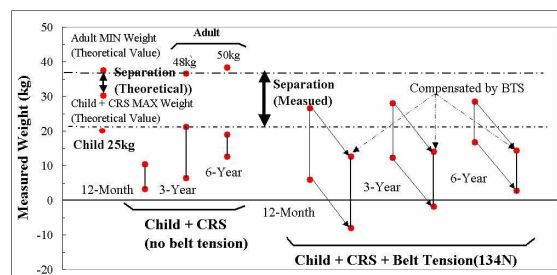 50
40
30
20
10
0
-10
-20
Measured Weight (kg)
Adult MIN Weight
(Theoretical Value)
Separation
(Theoretical))
Child + CRS MAX Weight
(Theoretical Value)
Child 25kg
Adult
48kg
50kg
Separation
(Measued)
Compensated by BTS
12-Month
3-Year
6-Year
Child + CRS
(no belt tension)
12-Month
3-Year
6-Year
Child + CRS + Belt Tension(134N)